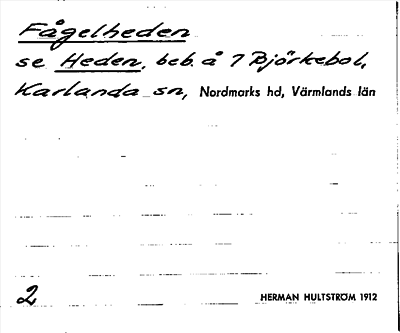 Fågelheden
se Heden, beb. å 7 Björkebol,
Karlanda sn, Nordmarks hd, Värmlands län
2
HERMAN HULTSTRÖM 1912